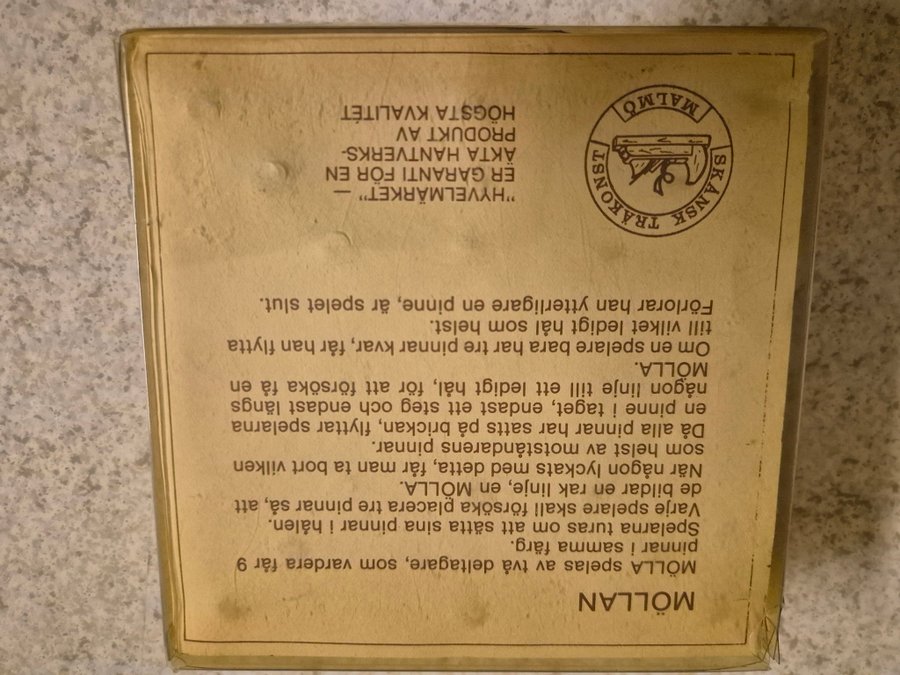 MÖLLAN
MÖLLA spelas av två deltagare, som vardera får 9
pinnar i samma färg.
Spelarna turas om att sätta sina pinnar i hålen.
Varje spelare skall försöka placera tre pinnar så, att
de bildar en rak linje, en MÖLLA.
När någon lyckats med detta, får man ta bort vilken
som helst av motståndarens pinnar.
Då alla pinnar har satts på brickan, flyttar spelarna
en pinne i taget, endast ett steg och endast längs
någon linje till ett ledigt hål, för att försöka få en
MÖLLA.
Om en spelare bara har tre pinnar kvar, får han flytta
till vilket ledigt hål som helst.
Förlorar han ytterligare en pinne, är spelet slut.
SKÅNSK TRÄKONST
MALMÖ
"HYVELMÄRKET" —
ER GARANTI FÖR EN
ÄKTA HANTVERKS-
PRODUKT AV
HÖGSTA KVALITÉT